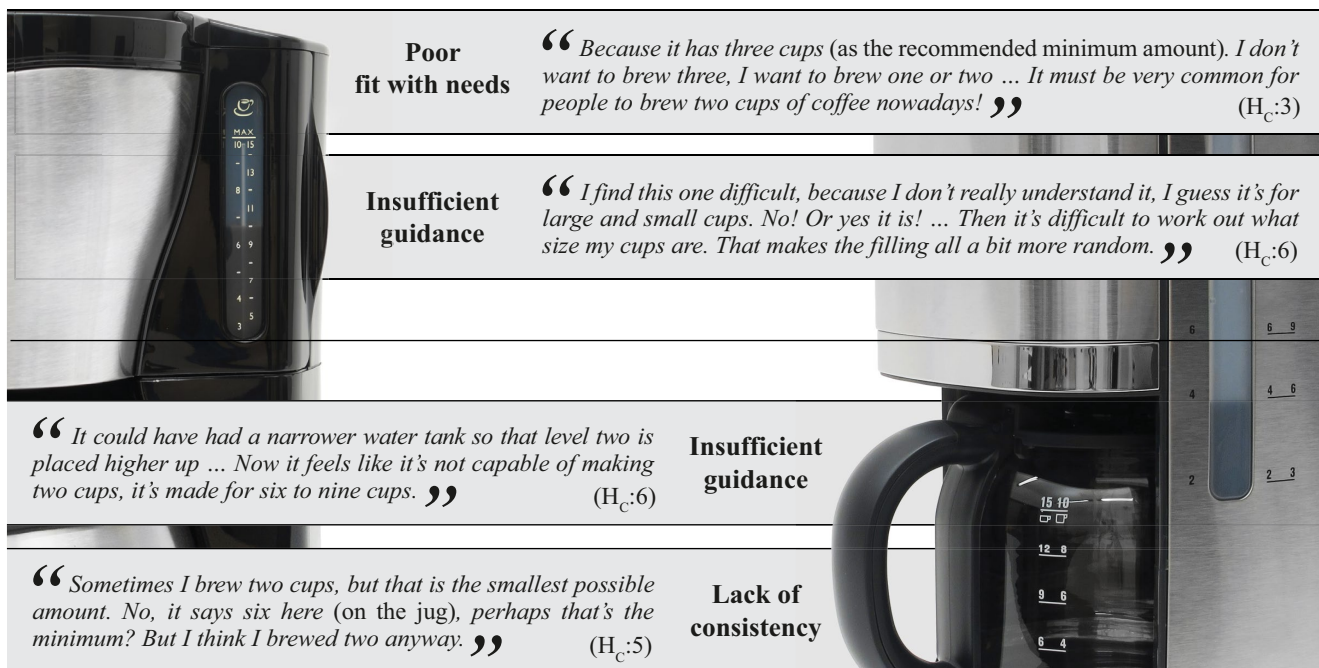 Poor
fit with needs
“ Because it has three cups (as the recommended minimum amount). I don’t
want to brew three, I want to brew one or two ... It must be very common for
people to brew two cups of coffee nowadays! ”
(H_C:3)
MAX
10 15
13
8
11
6 9
7
4 5
3
Insufficient
guidance
“ I find this one difficult, because I don’t really understand it, I guess it’s for
large and small cups. No! Or yes it is! ... Then it’s difficult to work out what
size my cups are. That makes the filling all a bit more random. ”
(H_C:6)
6 6 9
4 4 6
2 2 3
“ It could have had a narrower water tank so that level two is
placed higher up ... Now it feels like it’s not capable of making
two cups, it’s made for six to nine cups. ”
(H_C:6)
Insufficient
guidance
15 10
12 8
9 6
6 4
“ Sometimes I brew two cups, but that is the smallest possible
amount. No, it says six here (on the jug), perhaps that’s the
minimum? But I think I brewed two anyway. ”
(H_C:5)
Lack of
consistency